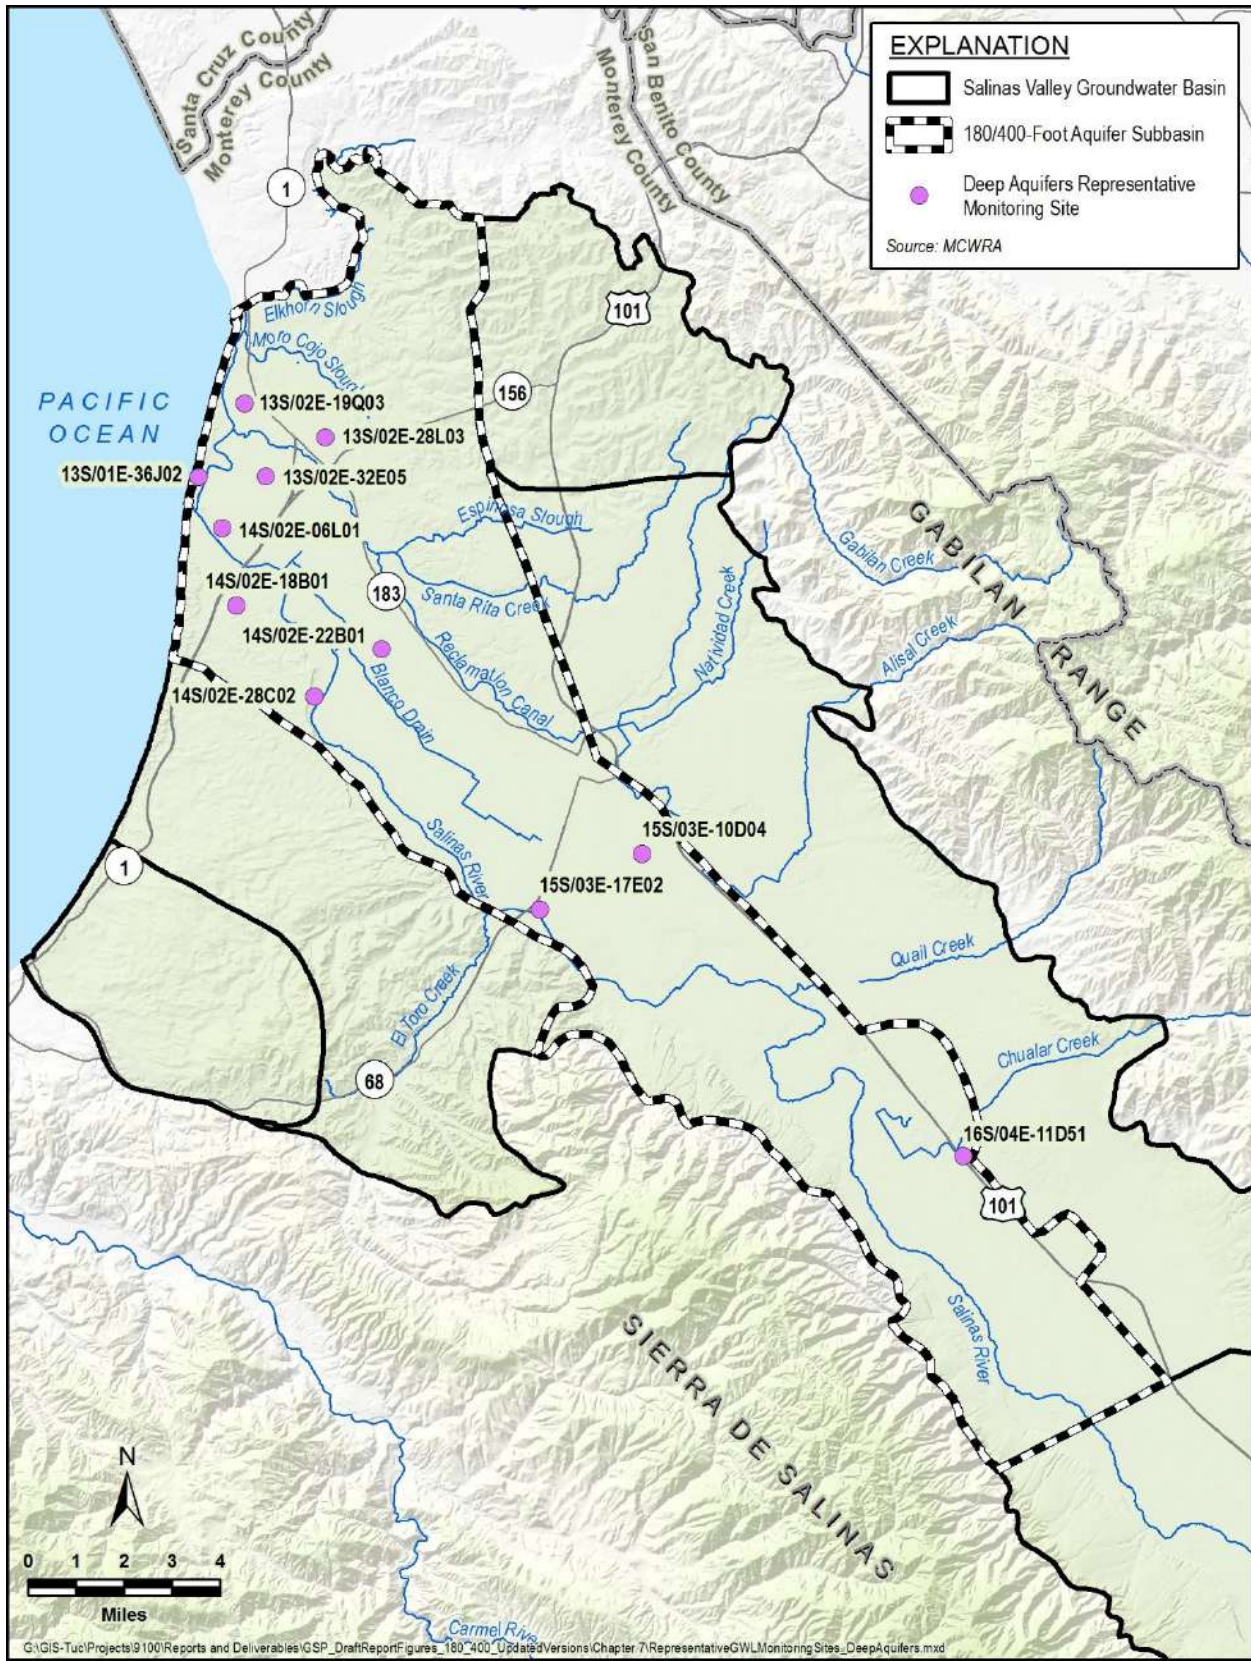 EXPLANATION
Salinas Valley Groundwater Basin
180/400-Foot Aquifer Subbasin
Deep Aquifers Representative
Monitoring Site
Source: MCWRA
Santa Cruz County
Monterey County
San Benito County
Monterey County
1
101
156
Elkhorn Slough
Moro Cojo Slough
PACIFIC
OCEAN
13S/02E-19Q03
13S/02E-28L03
13S/01E-36J02
13S/02E-32E05
14S/02E-06L01
Espinosa Slough
Gabilan Creek
GABILAN
RANGE
14S/02E-18B01
183
Santa Rita Creek
Natividad Creek
Alisal Creek
14S/02E-22B01
Reclamation Canal
Blanco Drain
14S/02E-28C02
Salinas River
15S/03E-10D04
1
15S/03E-17E02
Quail Creek
El Toro Creek
Chualar Creek
68
16S/04E-11D51
101
Salinas River
SIERRA DE SALINAS
N
0 1 2 3 4
Miles
Carmel River
G:\GIS-Tuc\Projects\9100\Reports and Deliverables\GSP_DraftReportFigures_180_400_UpdatedVersions\Chapter 7\RepresentativeGWLMonitoringSites_DeepAquifers.mxd